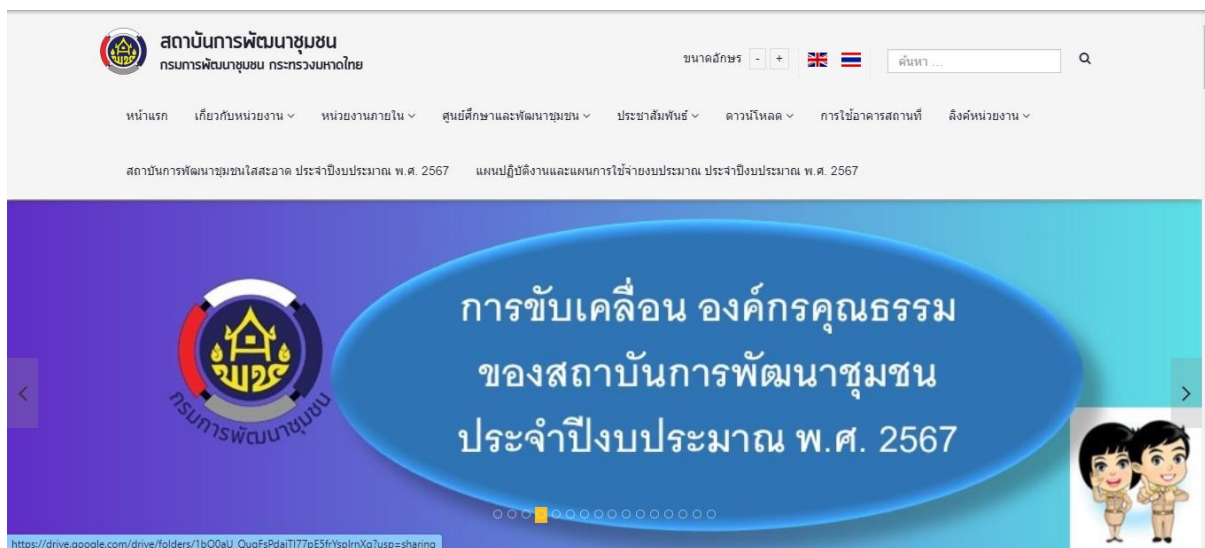 สถาบันการพัฒนาชุมชน
กรมการพัฒนาชุมชน กระทรวงมหาดไทย
ขนาดอักษร - +
ค้นหา ...
หน้าแรก เกี่ยวกับหน่วยงาน หน่วยงานภายใน ศูนย์ศึกษาและพัฒนาชุมชน ประชาสัมพันธ์ ดาวน์โหลด การใช้อาคารสถานที่ ลิงค์หน่วยงาน
สถาบันการพัฒนาชุมชนใสสะอาด ประจำปีงบประมาณ พ.ศ. 2567 แผนปฏิบัติงานและแผนการใช้จ่ายงบประมาณ ประจำปีงบประมาณ พ.ศ. 2567
การขับเคลื่อน องค์กรคุณธรรม
ของสถาบันการพัฒนาชุมชน
ประจำปีงบประมาณ พ.ศ. 2567
พช
กรมการพัฒนาชุมชน